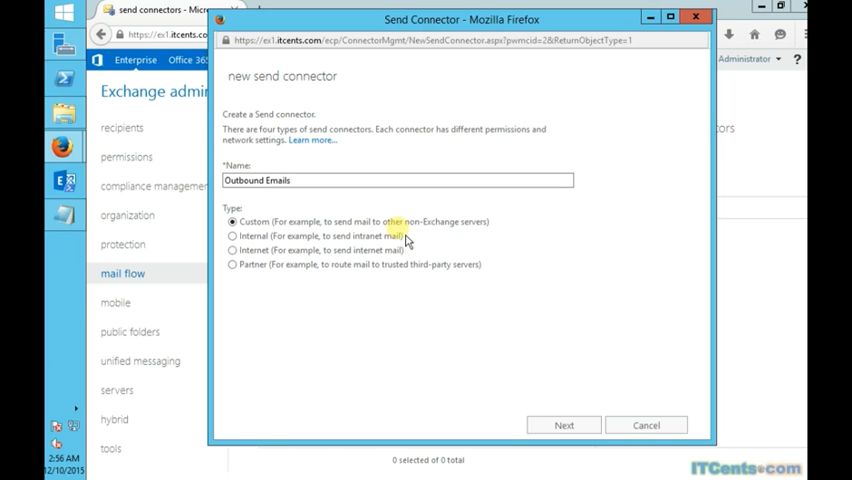 send connectors - Micr
Send Connector - Mozilla Firefox
https://ex1.itcents.com
https://ex1.itcents.com/ecp/ConnectorMgmt/NewSendConnector.aspx?pwmcid=2&ReturnObjectType=1
Enterprise Office 36
Administrator
?
Exchange admi
new send connector
recipients
permissions
compliance managemen
organization
protection
mail flow
mobile
public folders
unified messaging
servers
hybrid
tools
Create a Send connector.
There are four types of send connectors. Each connector has different permissions and
network settings. Learn more...
*Name:
Outbound Emails
Type:
Custom (For example, to send mail to other non-Exchange servers)
Internal (For example, to send intranet mail)
Internet (For example, to send internet mail)
Partner (For example, to route mail to trusted third-party servers)
Next
Cancel
ors
0 selected of 0 total
2:56 AM
12/10/2015
ITCents.com